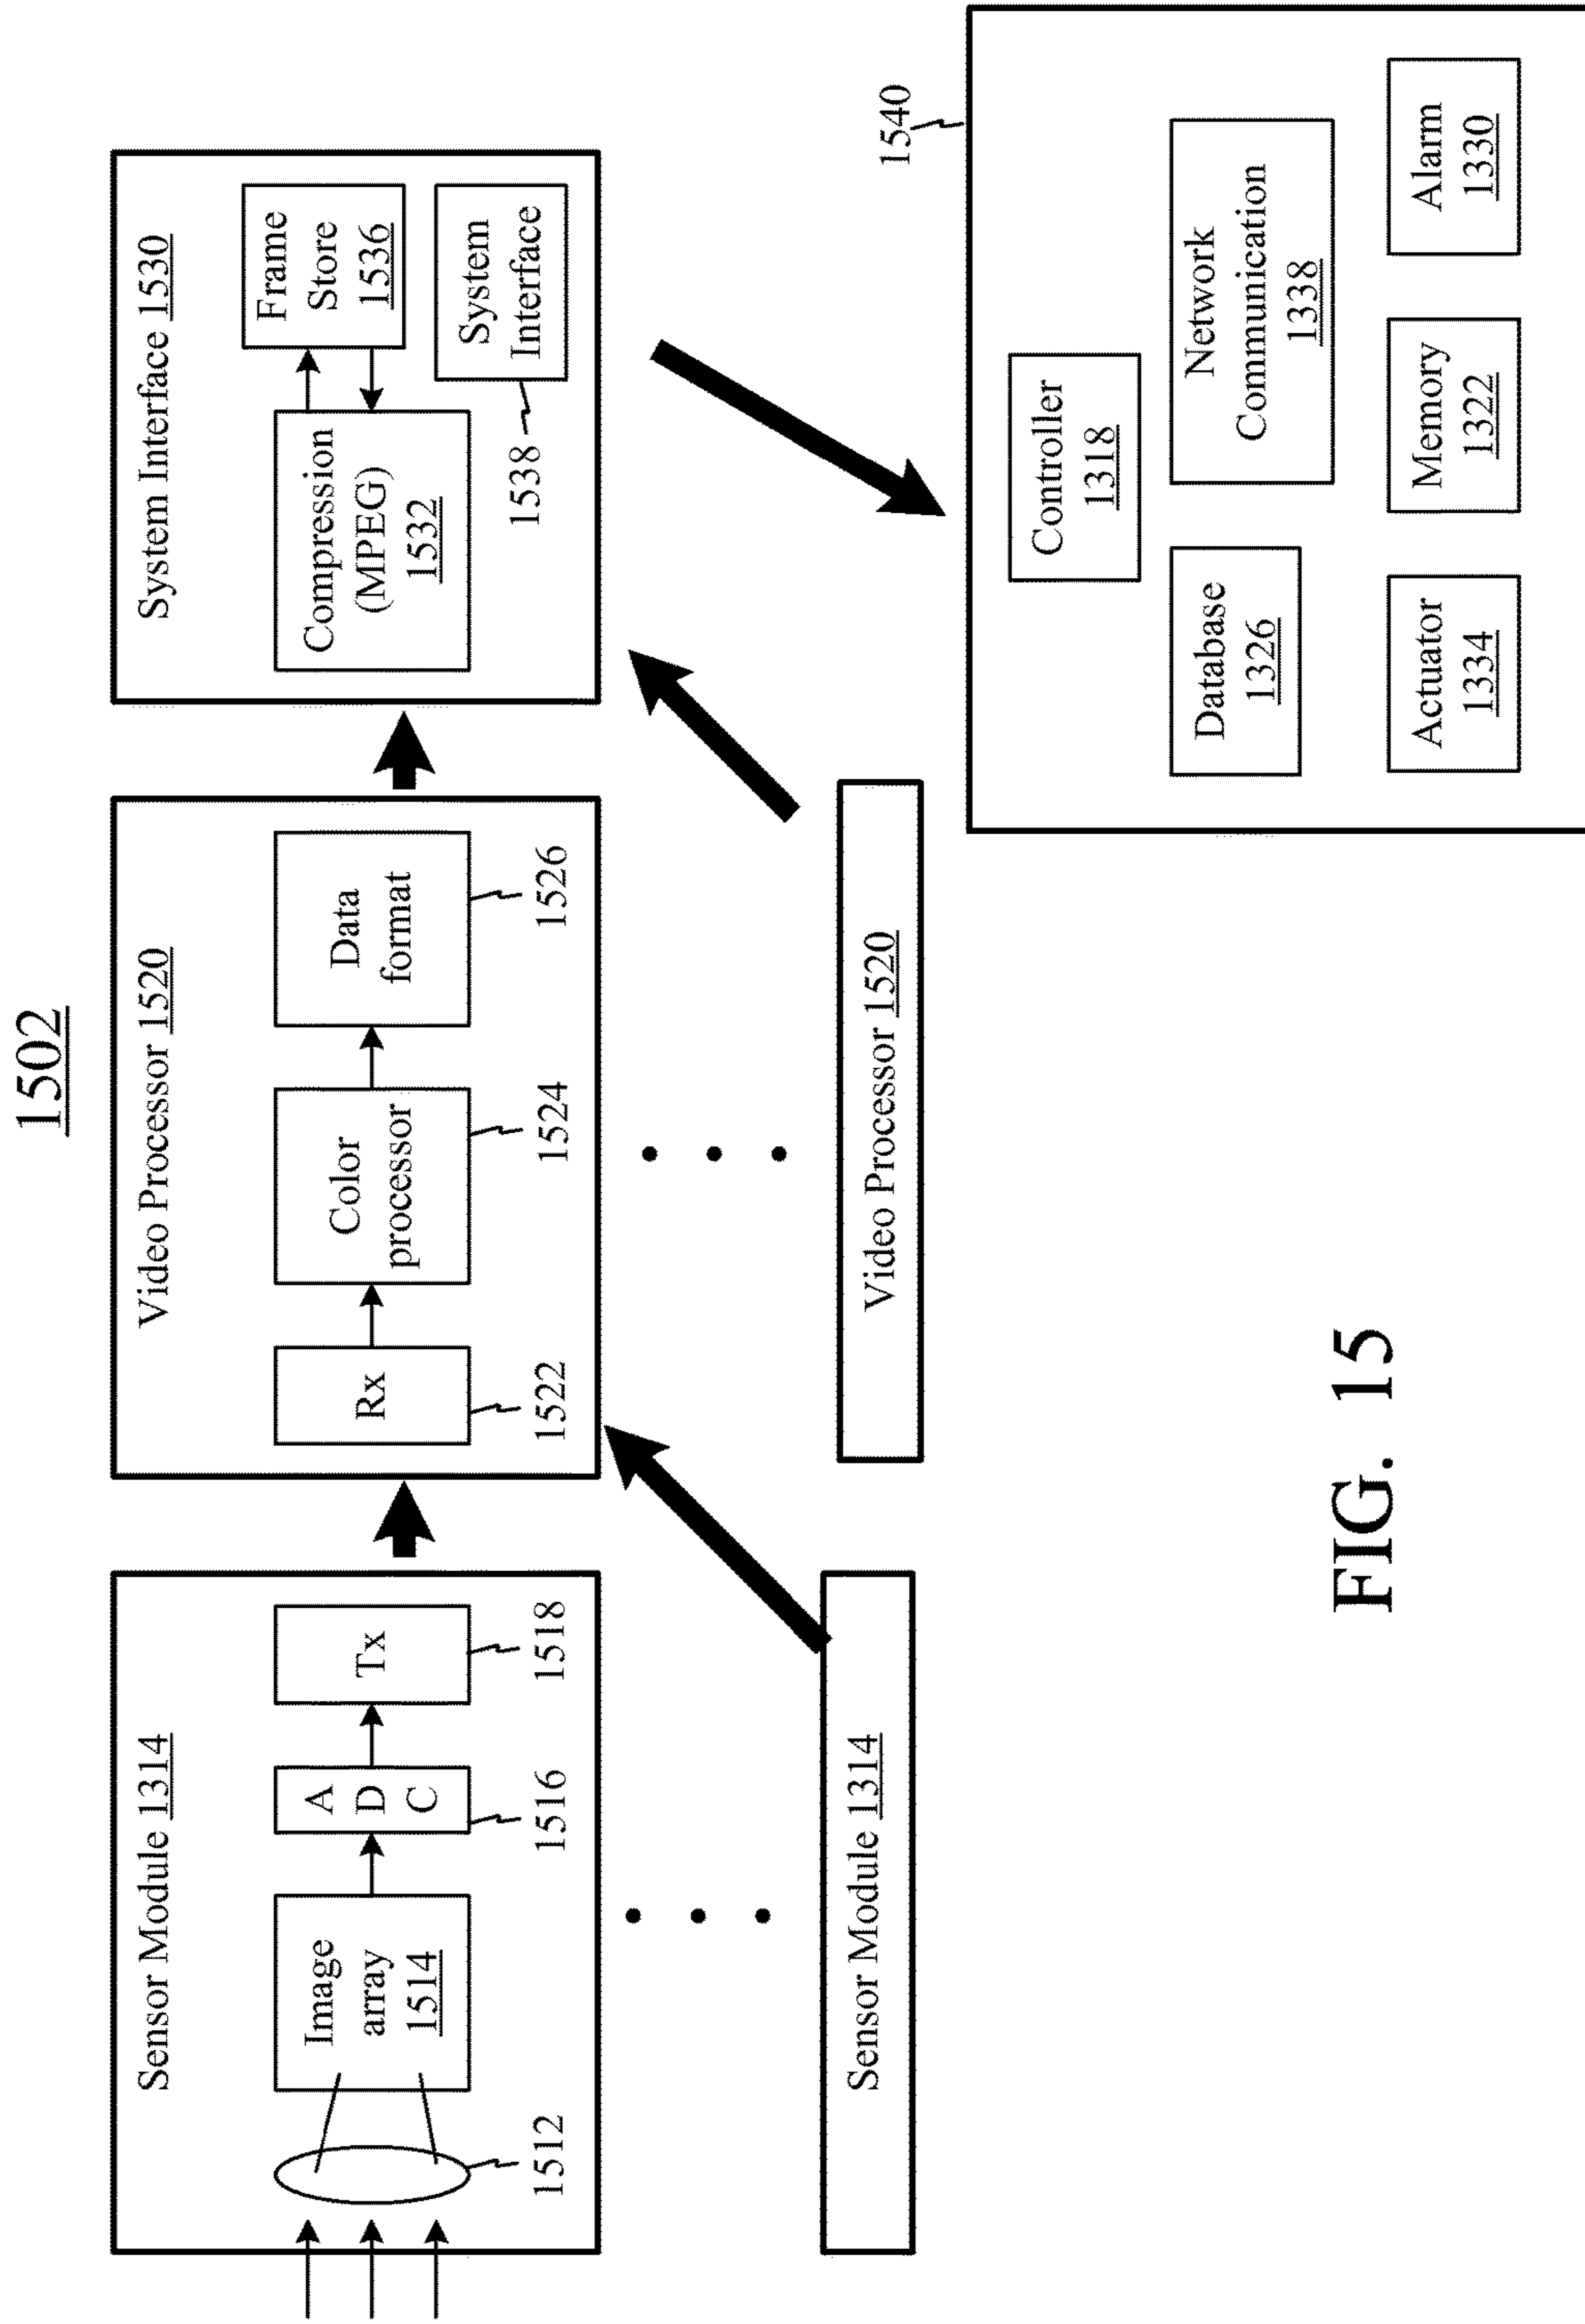 1502
Sensor Module 1314
Image
array
1514
A
D
C
Tx
1512
1516
1518
Sensor Module 1314
Video Processor 1520
Rx
Color
processor
Data
format
1522
1524
1526
Video Processor 1520
System Interface 1530
Compression
(MPEG)
1532
Frame
Store
1536
1538
System
Interface
1540
Controller
1318
Database
1326
Network
Communication
1338
Actuator
1334
Memory
1322
Alarm
1330
FIG. 15